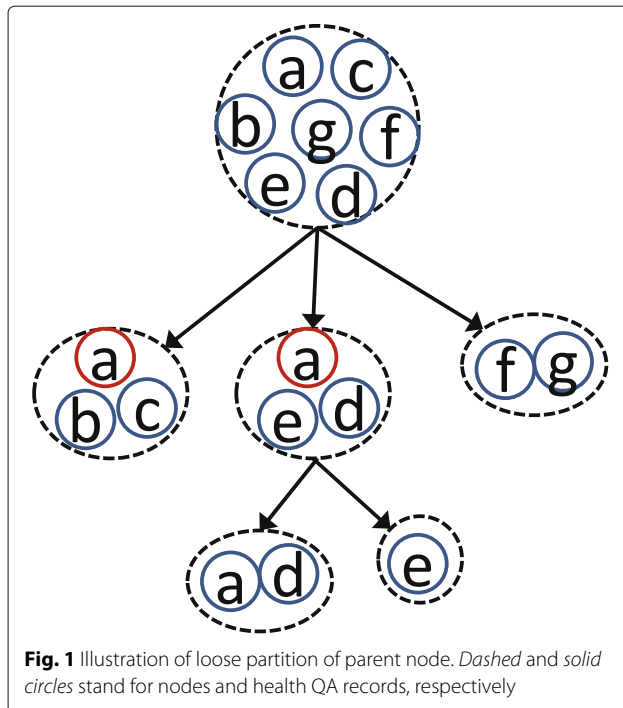 a c
b g f
e d
a a f g
b c e d
a d e
Fig. 1 Illustration of loose partition of parent node. Dashed and solid
circles stand for nodes and health QA records, respectively